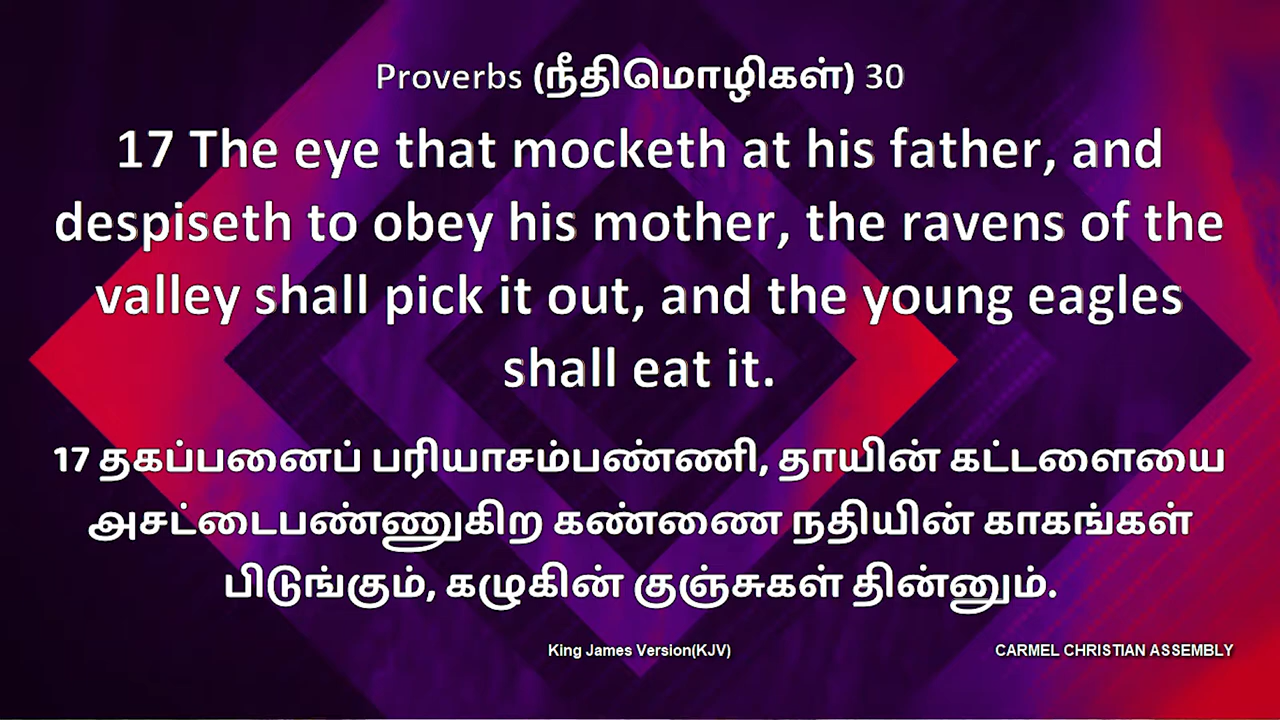 Proverbs (நீதிமொழிகள்) 30
17 The eye that mocketh at his father, and
despiseth to obey his mother, the ravens of the
valley shall pick it out, and the young eagles
shall eat it.
17 தகப்பனைப் பரியாசம்பண்ணி, தாயின் கட்டளையை
அசட்டைபண்ணுகிற கண்ணை நதியின் காகங்கள்
பிடுங்கும், கழுகின் குஞ்சுகள் தின்னும்.
King James Version(KJV)
CARMEL CHRISTIAN ASSEMBLY